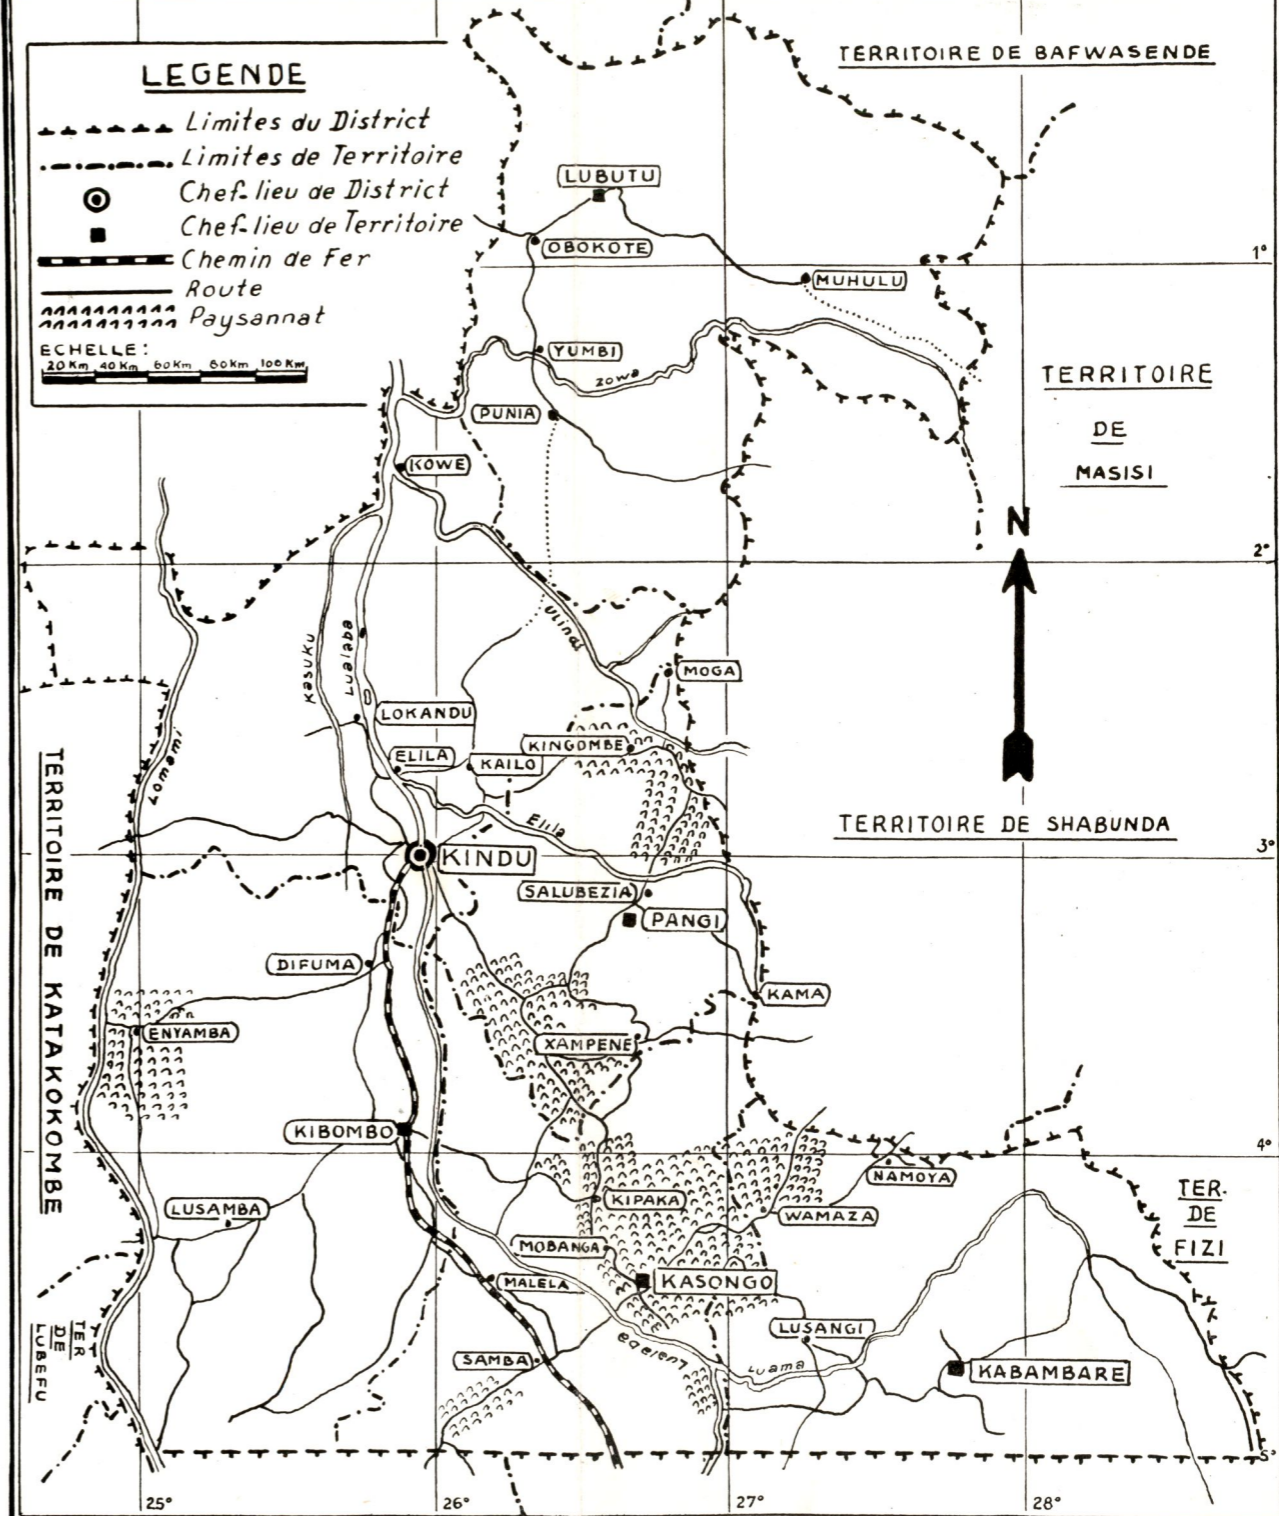 LEGENDE
Limites du District
Limites de Territoire
Chef-lieu de District
Chef-lieu de Territoire
Chemin de Fer
Route
Paysannat
ECHELLE:
20 Km 40 Km 60 Km 80 Km 100 Km
TERRITOIRE DE BAFWASENDE
LUBUTU
OBOKOTE
1°
MUHULU
YUMBI
ZOWA
TERRITOIRE
DE
MASISI
PUNIA
KOWE
N
2°
Ulindi
Kasuku
Lualaba
MOGA
LOKANDU
KINGOMBE
ELILA
KAILO
Lomami
TERRITOIRE DE KATAKOKOMBE
Elila
TERRITOIRE DE SHABUNDA
KINDU
3°
SALUBEZIA
PANGI
DIFUMA
KAMA
ENYAMBA
XAMPENE
KIBOMBO
4°
NAMOYA
KIPAKA
LUSAMBA
WAMAZA
TER.
DE
FIZI
MOBANGA
KASONGO
MALELA
LUSANGI
TER
DE
LUBEFU
Lualaba
SAMBA
Luama
KABAMBARE
5°
25°
26°
27°
28°